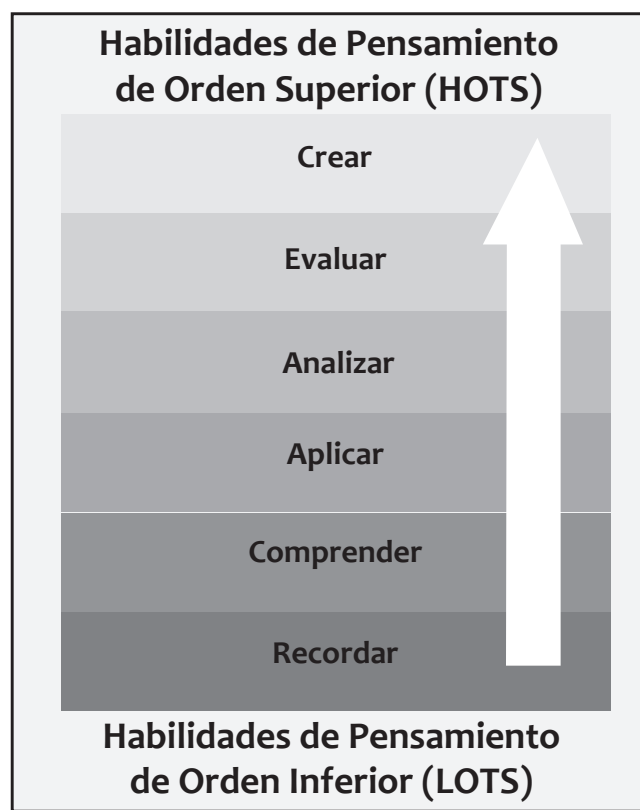 Habilidades de Pensamiento
de Orden Superior (HOTS)
Crear
Evaluar
Analizar
Aplicar
Comprender
Recordar
Habilidades de Pensamiento
de Orden Inferior (LOTS)